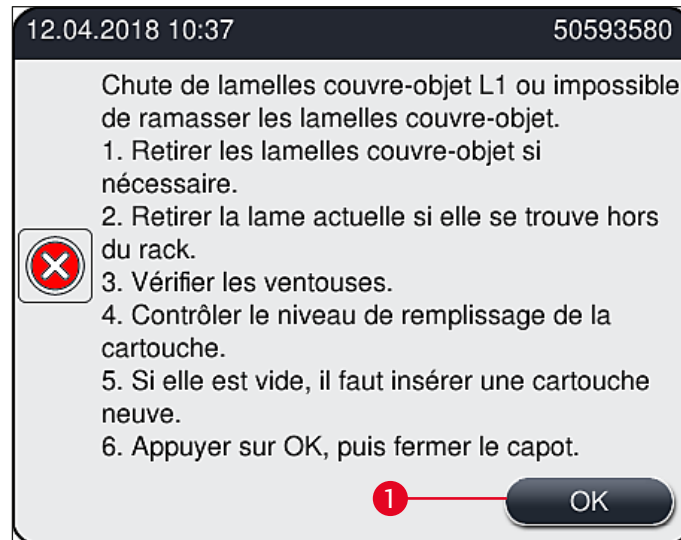 12.04.2018 10:37 50593580
Chute de lamelles couvre-objet L1 ou impossible
de ramasser les lamelles couvre-objet.
1. Retirer les lamelles couvre-objet si
nécessaire.
2. Retirer la lame actuelle si elle se trouve hors
du rack.
3. Vérifier les ventouses.
4. Contrôler le niveau de remplissage de la
cartouche.
5. Si elle est vide, il faut insérer une cartouche
neuve.
6. Appuyer sur OK, puis fermer le capot.
1 OK